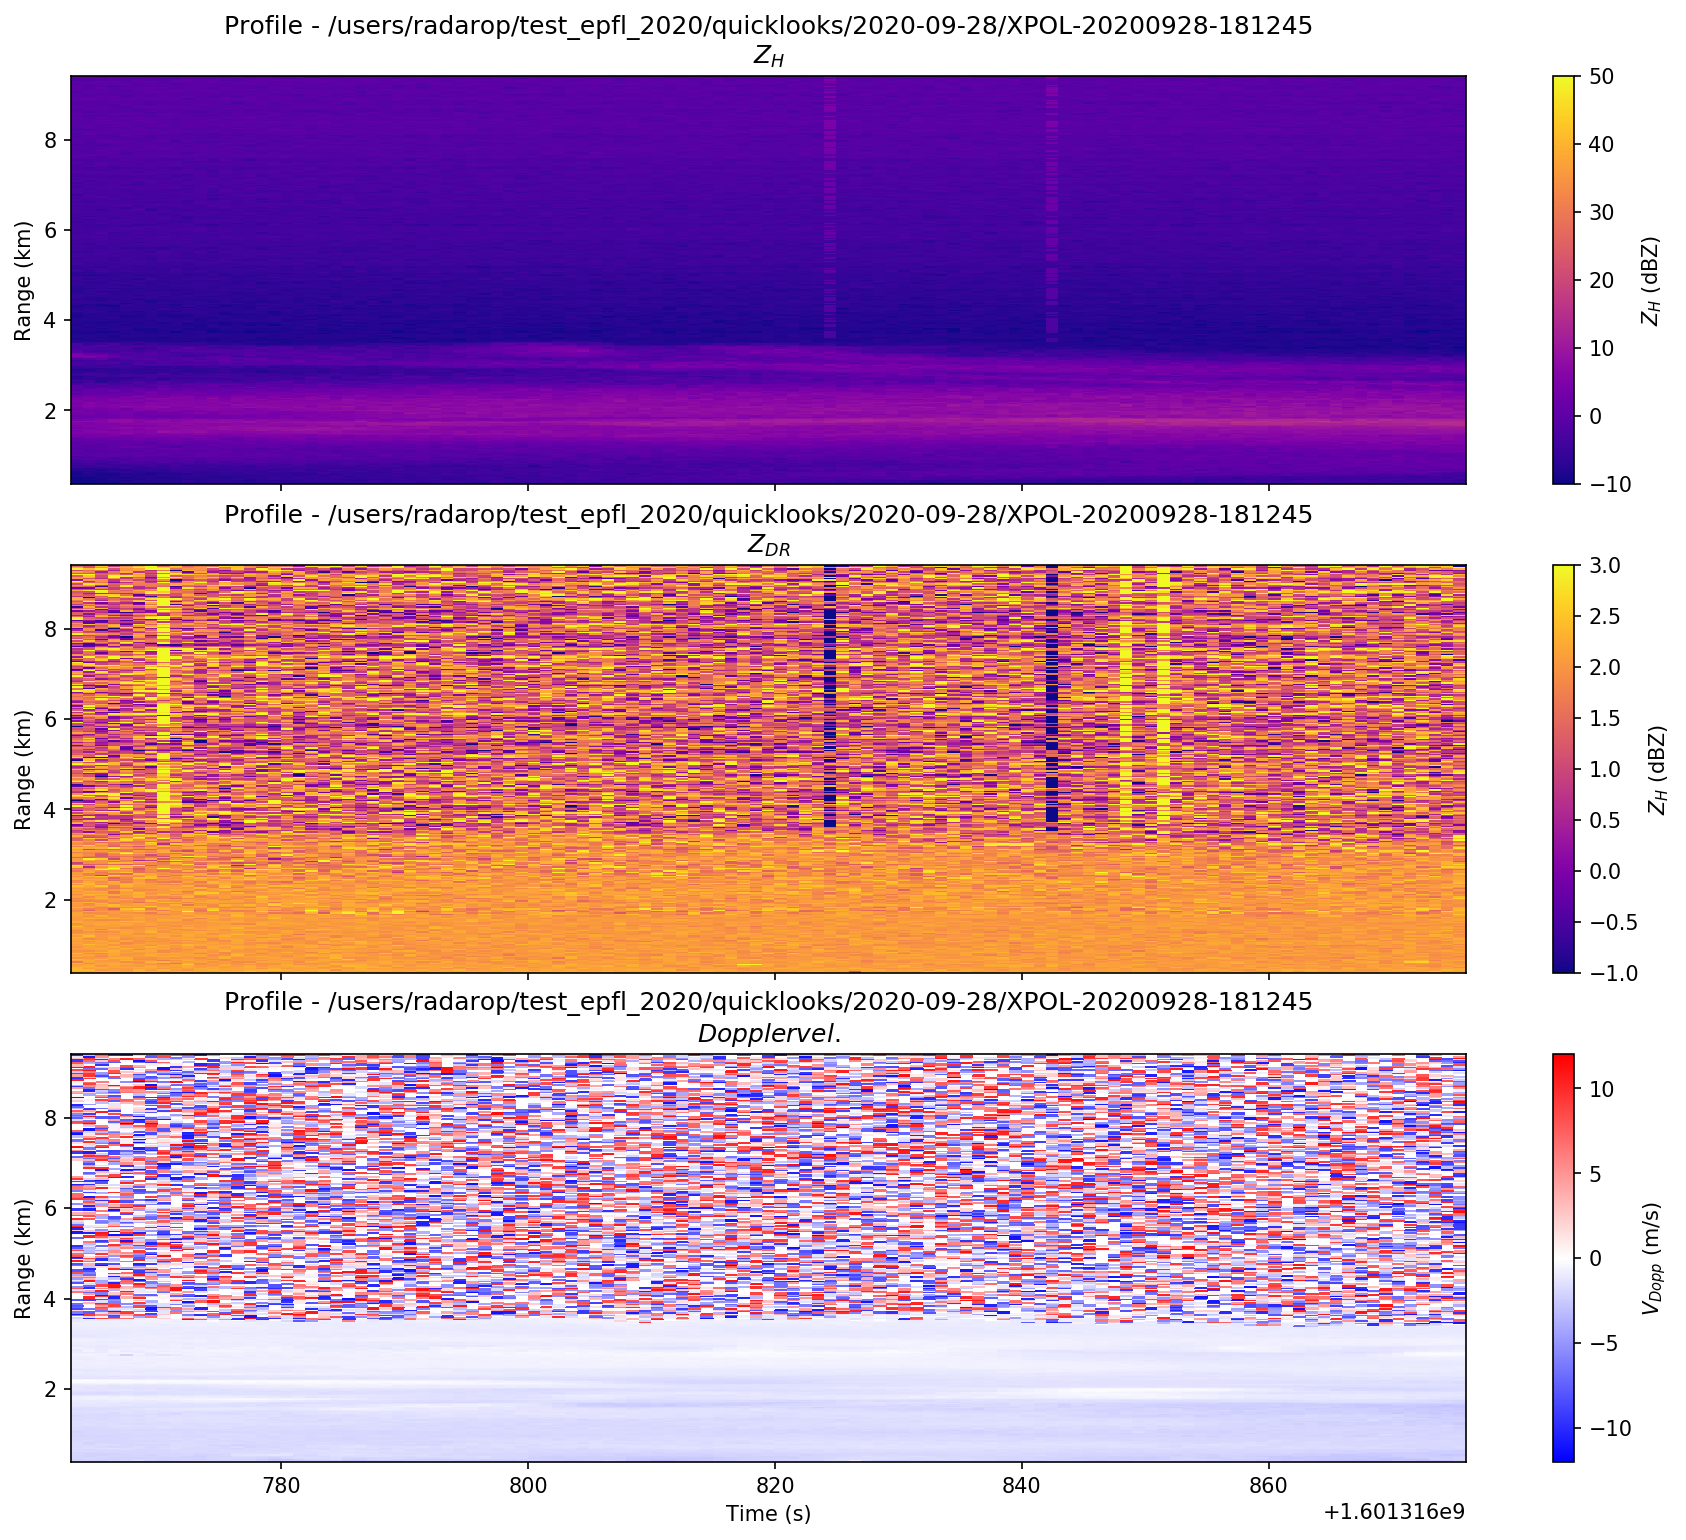 Profile - /users/radarop/test_epfl_2020/quicklooks/2020-09-28/XPOL-20200928-181245
Z_H
Range (km)
8
6
4
2
50
40
30
20
10
0
−10
Z_H (dBZ)
Profile - /users/radarop/test_epfl_2020/quicklooks/2020-09-28/XPOL-20200928-181245
Z_DR
Range (km)
8
6
4
2
3.0
2.5
2.0
1.5
1.0
0.5
0.0
−0.5
−1.0
Z_H (dBZ)
Profile - /users/radarop/test_epfl_2020/quicklooks/2020-09-28/XPOL-20200928-181245
Dopplervel.
Range (km)
8
6
4
2
10
5
0
−5
−10
V_Dopp (m/s)
780 800 820 840 860
Time (s)
+1.601316e9